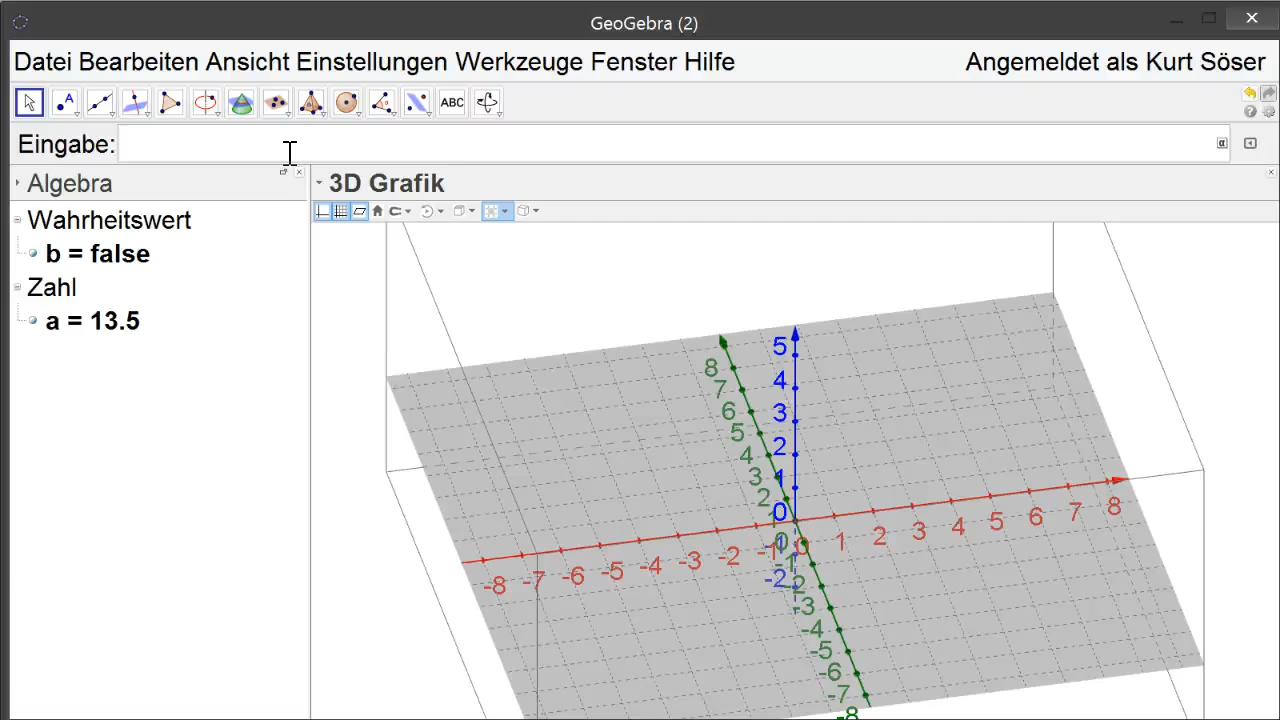 GeoGebra (2)
Datei Bearbeiten Ansicht Einstellungen Werkzeuge Fenster Hilfe Angemeldet als Kurt Söser
A ABC
Eingabe: α
Algebra 3D Grafik
Wahrheitswert
b = false
Zahl
a = 13.5
5
8
4
7
3
6
5
2
4
3
1
2
0
1
0
-8 -7 -6 -5 -4 -3 -2 -1 0 1 2 3 4 5 6 7 8
-1
-1
-2
-2
-3
-4
-5
-6
-7
-8